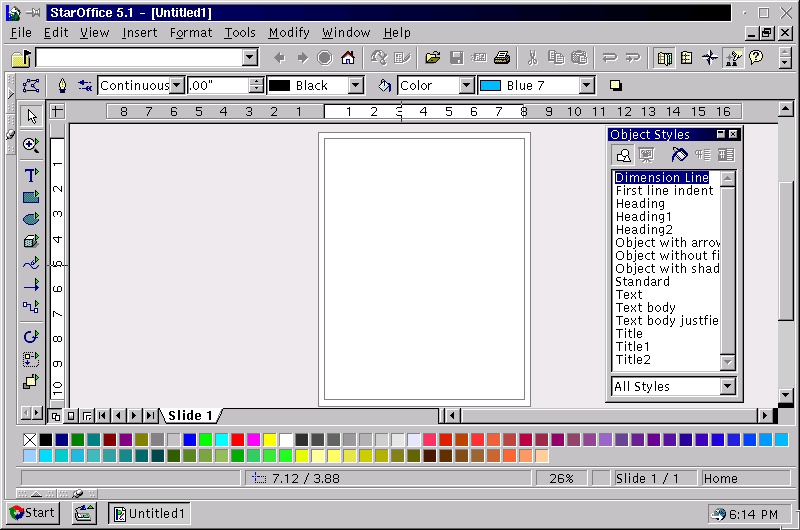 StarOffice 5.1 - [Untitled1]
File Edit View Insert Format Tools Modify Window Help
Continuous .00" Black Color Blue 7
8 7 6 5 4 3 2 1 1 2 3 4 5 6 7 8 9 10 11 12 13 14 15 16
1
2
3
4
5
6
7
8
9
10
Object Styles
Dimension Line
First line indent
Heading
Heading1
Heading2
Object with arrow
Object without fi
Object with shad
Standard
Text
Text body
Text body justfie
Title
Title1
Title2
All Styles
Slide 1
7.12 / 3.88 26% Slide 1 / 1 Home
Start Untitled1 6:14 PM